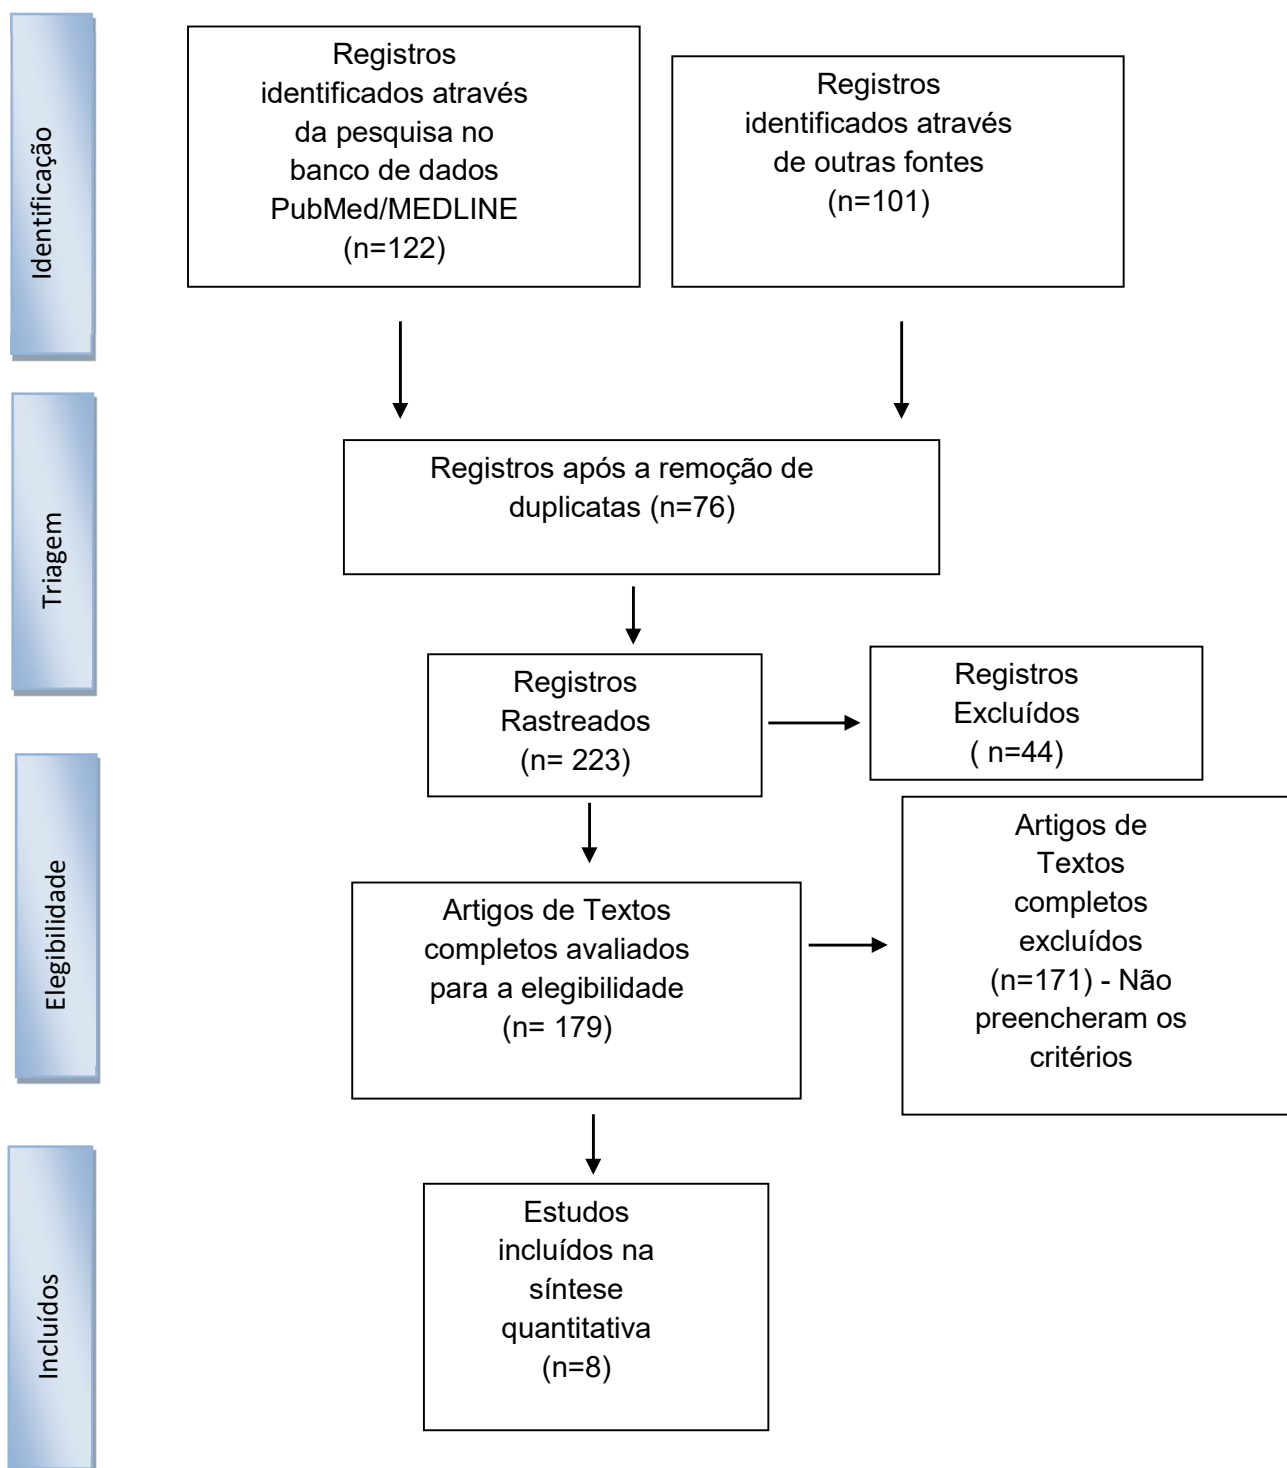 Identificação
Registros
identificados através
da pesquisa no
banco de dados
PubMed/MEDLINE
(n=122)
Registros
identificados através
de outras fontes
(n=101)
Triagem
Registros após a remoção de
duplicatas (n=76)
Registros
Rastreados
(n= 223)
Registros
Excluídos
( n=44)
Elegibilidade
Artigos de Textos
completos avaliados
para a elegibilidade
(n= 179)
Artigos de
Textos
completos
excluídos
(n=171) - Não
preencheram os
critérios
Incluídos
Estudos
incluídos na
síntese
quantitativa
(n=8)